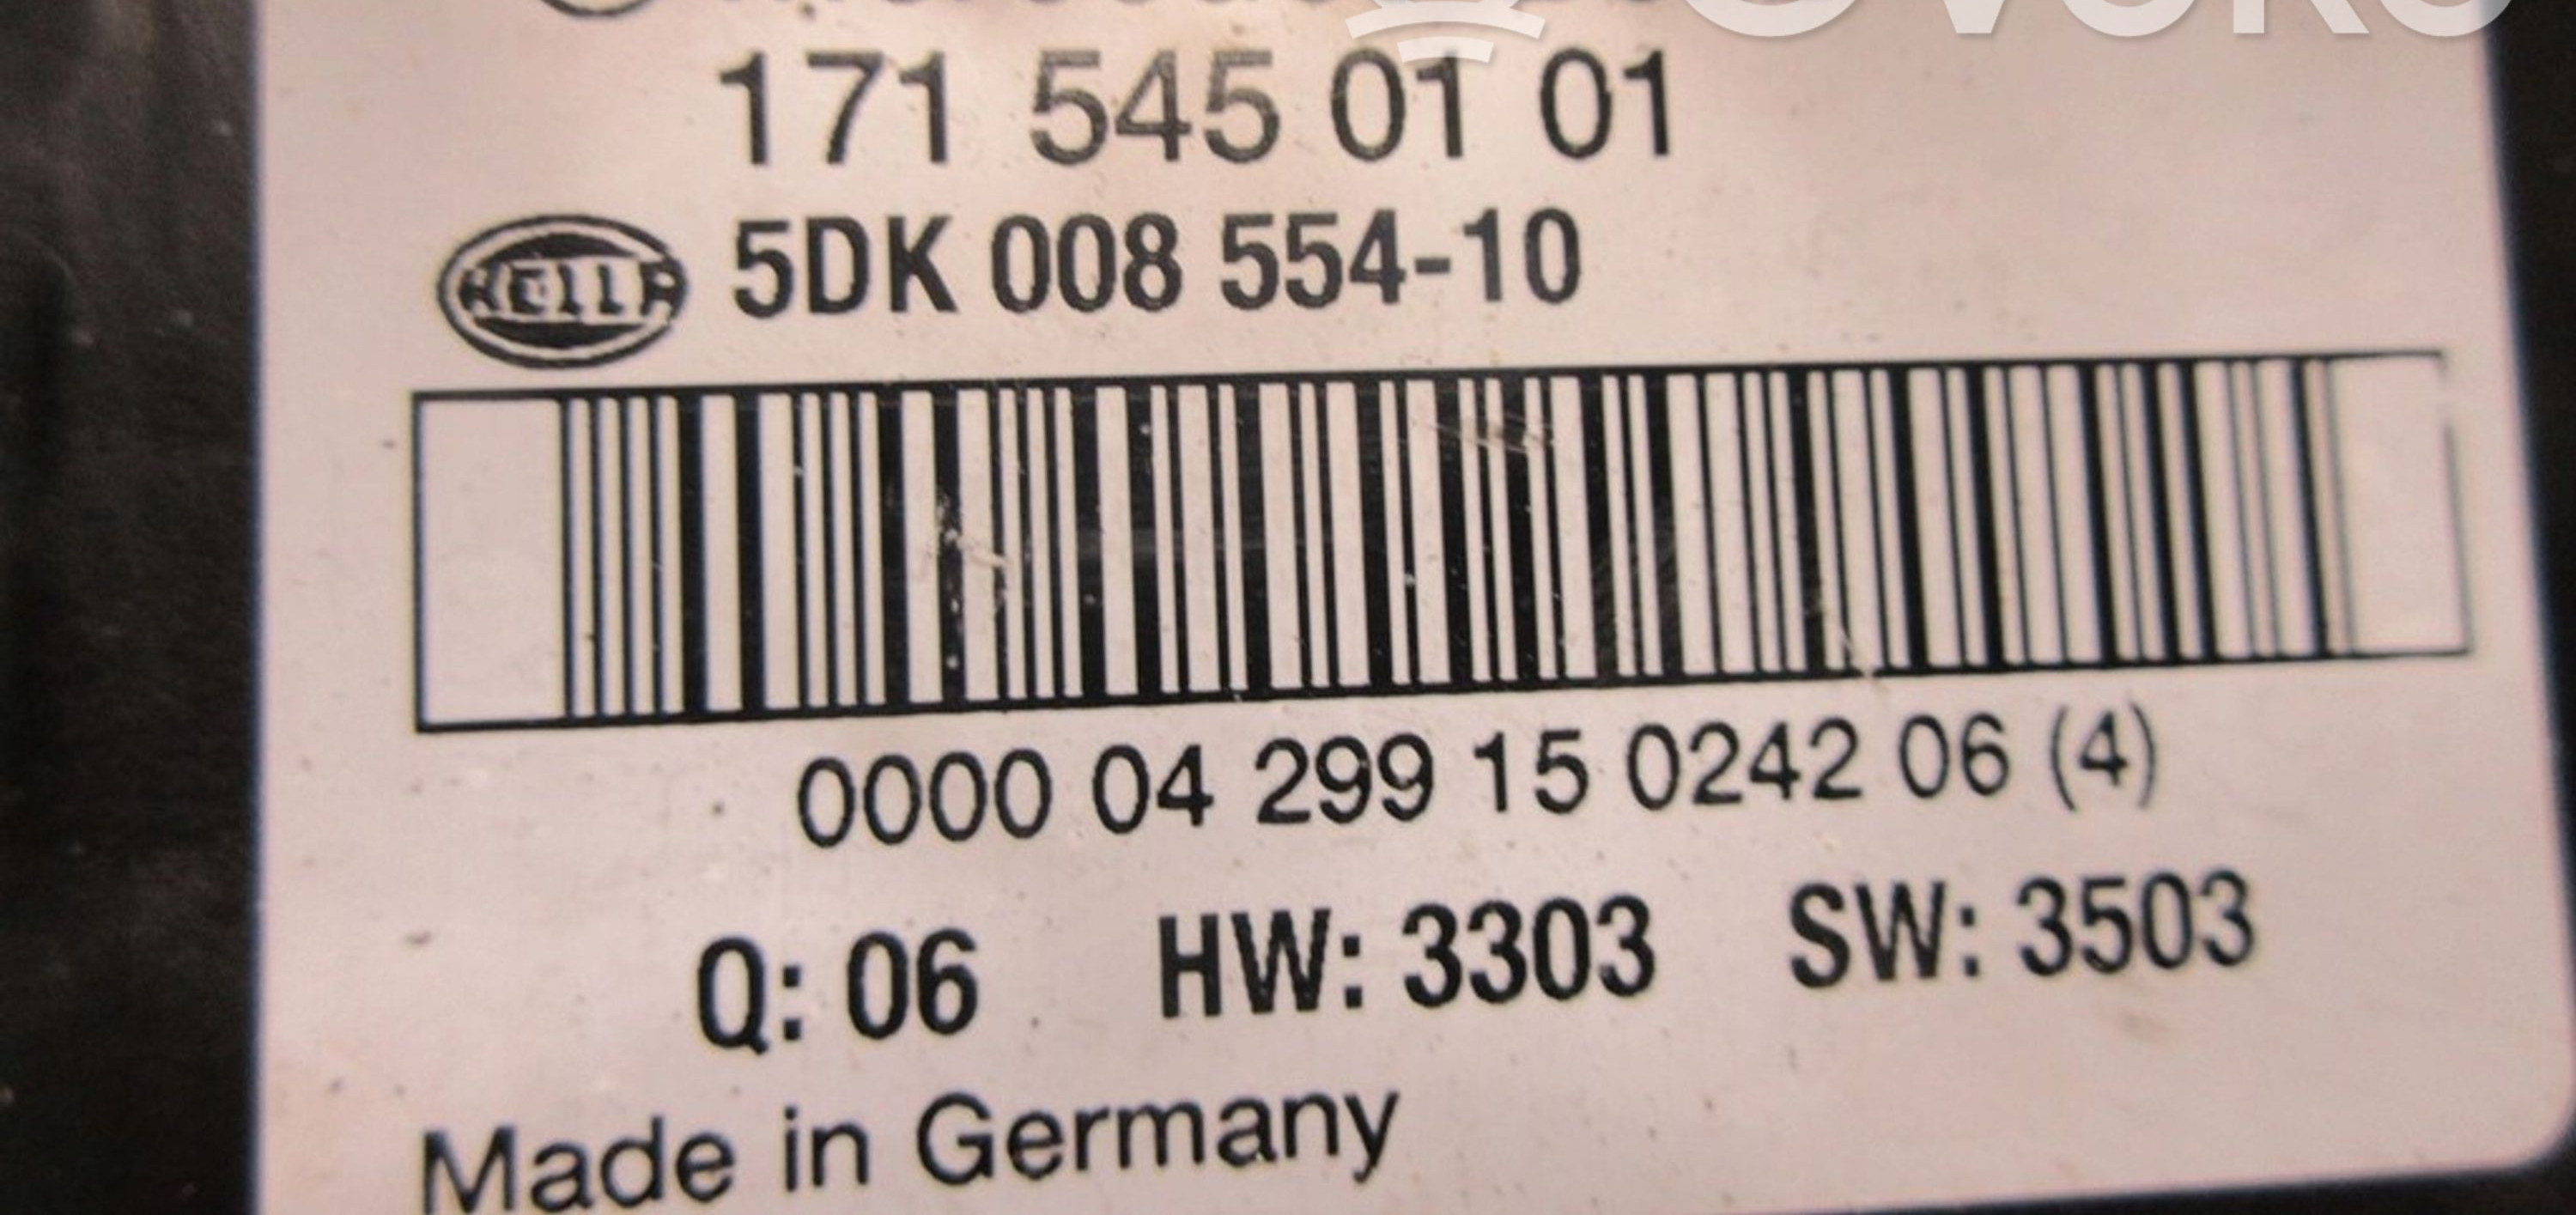 171 545 01 01
HELLA 5DK 008 554-10
0000 04 299 15 0242 06 (4)
Q: 06 HW: 3303 SW: 3503
Made in Germany